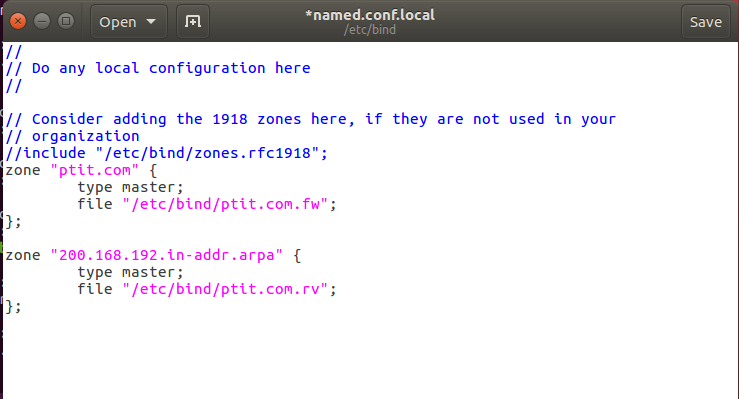 Open
*named.conf.local
/etc/bind
Save
//
// Do any local configuration here
//
// Consider adding the 1918 zones here, if they are not used in your
// organization
//include "/etc/bind/zones.rfc1918";
zone "ptit.com" {
        type master;
        file "/etc/bind/ptit.com.fw";
};
zone "200.168.192.in-addr.arpa" {
        type master;
        file "/etc/bind/ptit.com.rv";
};